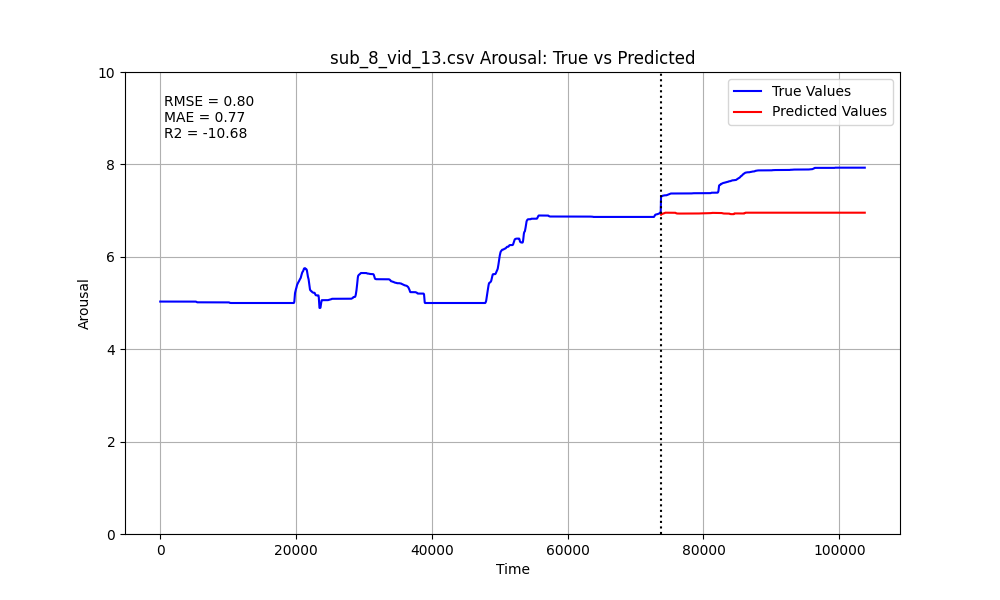 sub_8_vid_13.csv Arousal: True vs Predicted
RMSE = 0.80
MAE = 0.77
R2 = -10.68
True Values
Predicted Values
Arousal
10
8
6
4
2
0
0 20000 40000 60000 80000 100000
Time